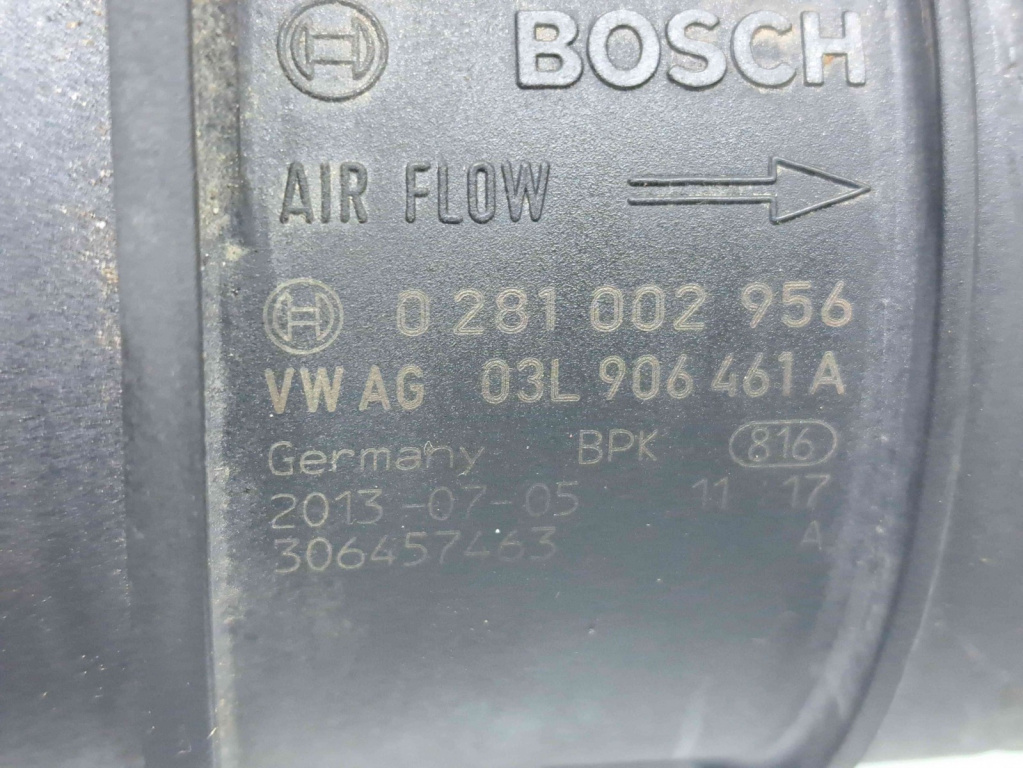 BOSCH
AIR FLOW
0 281 002 956
VW AG 03L 906 461 A
Germany BPK 816
2013-07-05 11 17
306457463 A